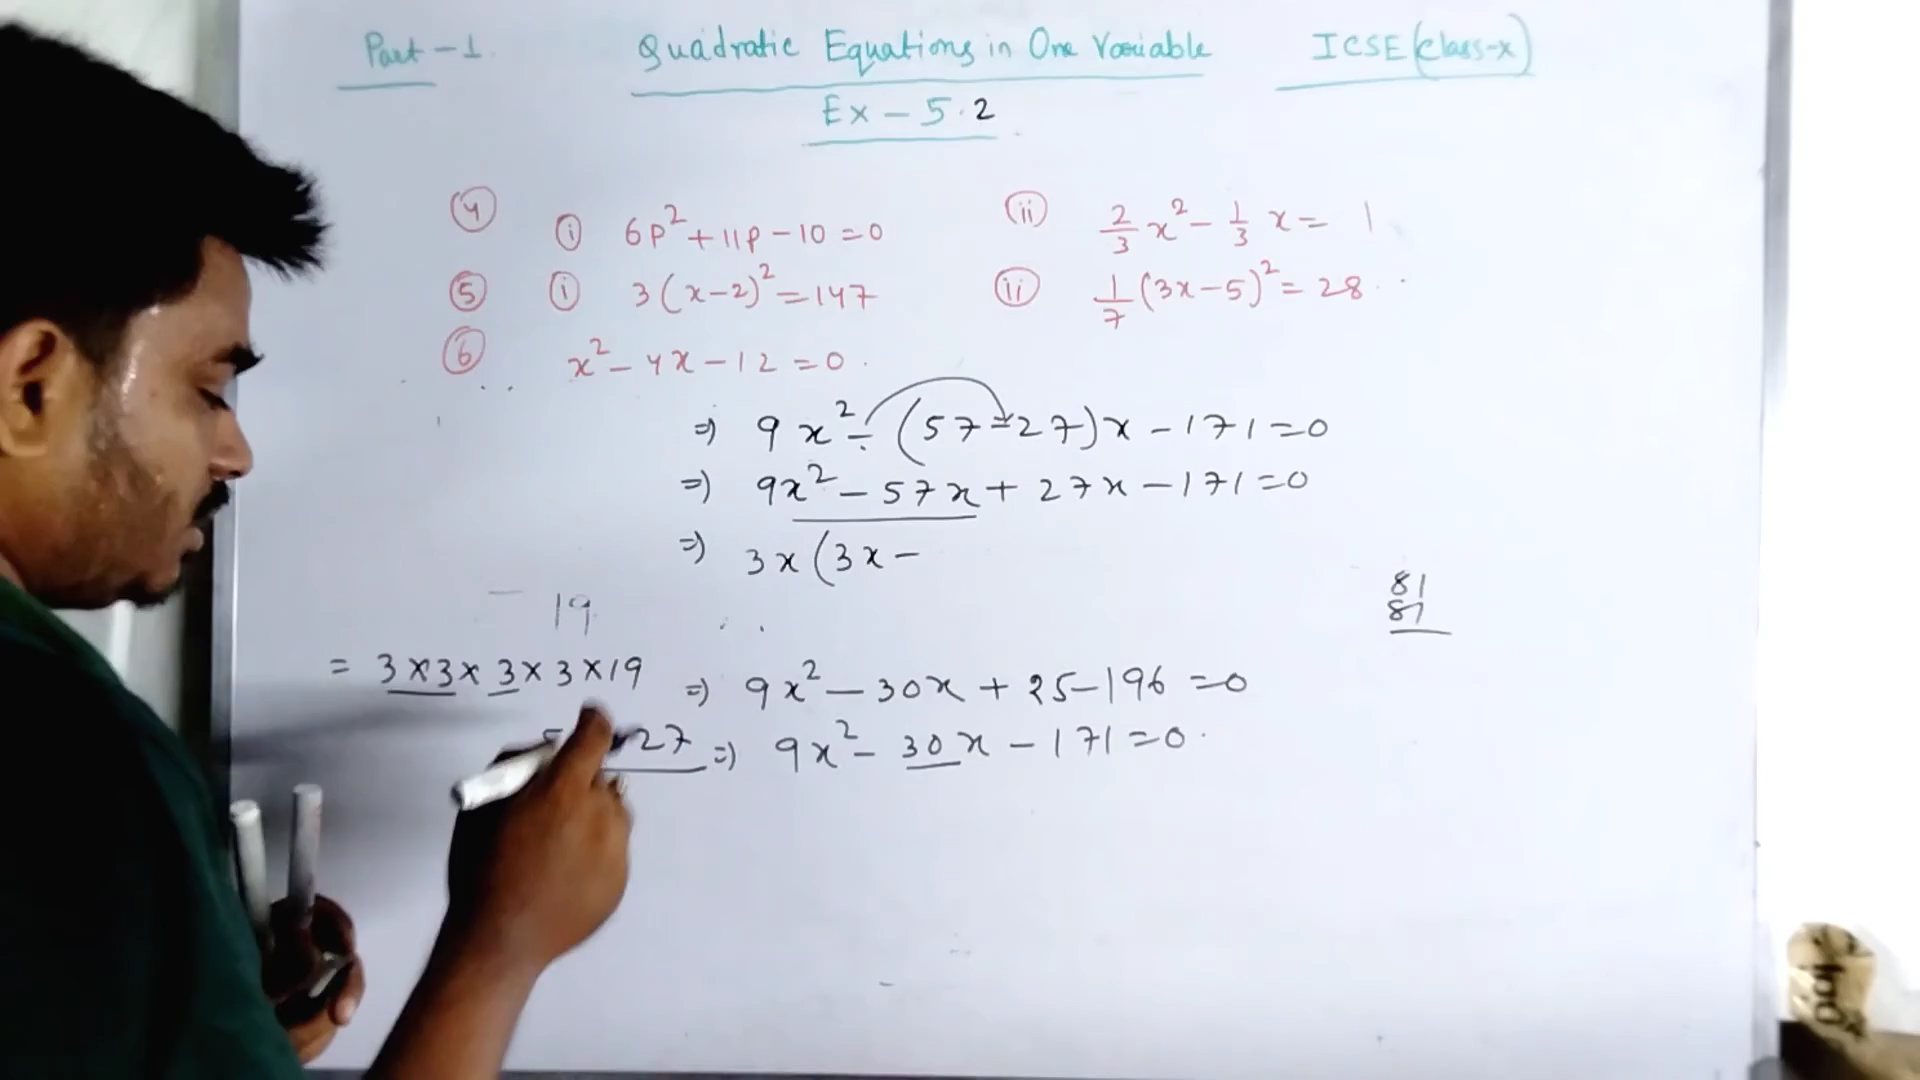 Part-1 Quadratic Equations in One Variable ICSE (Class-x)
Ex - 5.2
(4) (i) 6p²+11p-10=0 (ii) 2/3 x² - 1/3 x = 1
(5) (i) 3(x-2)²=147 (ii) 1/7 (3x-5)² = 28
(6) x²-4x-12=0
⇒ 9x² - (57-27)x - 171=0
⇒ 9x² - 57x + 27x - 171=0
⇒ 3x(3x-
81
81
19
= 3×3×3×3×19
⇒ 9x² - 30x + 25-196=0
×27
⇒ 9x² - 30x - 171=0